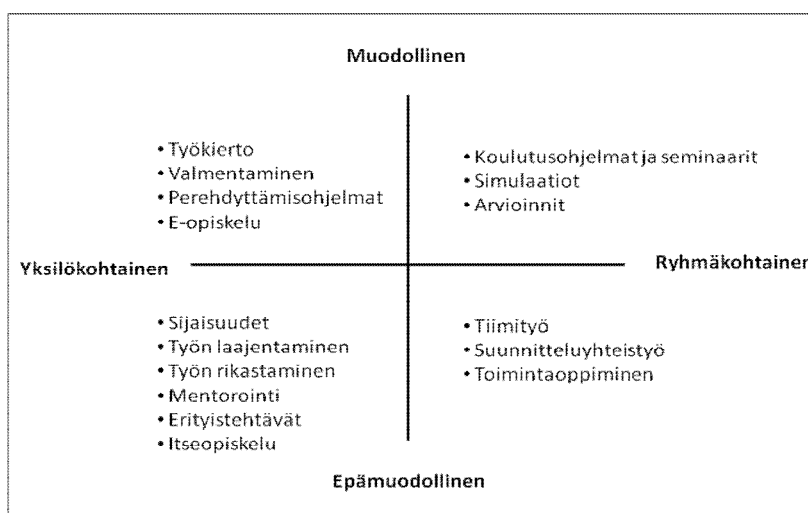 Muodollinen
• Työkierto
• Valmentaminen
• Perehdyttämisohjelmat
• E-opiskelu
• Koulutusohjelmat ja seminaarit
• Simulaatiot
• Arvioinnit
Yksilökohtainen
Ryhmäkohtainen
• Sijaisuudet
• Työn laajentaminen
• Työn rikastaminen
• Mentorointi
• Erityistehtävät
• Itseopiskelu
• Tiimityö
• Suunnitteluyhteistyö
• Toimintaoppiminen
Epämuodollinen